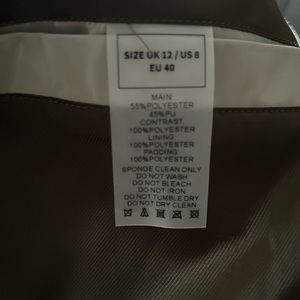 SIZE UK 12 / US 8
EU 40
MAIN
55%POLYESTER
45%PU
CONTRAST
100%POLYESTER
LINING
100%POLYESTER
PADDING:
100%POLYESTER
SPONGE CLEAN ONLY
DO NOT WASH
DO NOT BLEACH
DO NOT IRON
DO NOT TUMBLE DRY
DO NOT DRY CLEAN